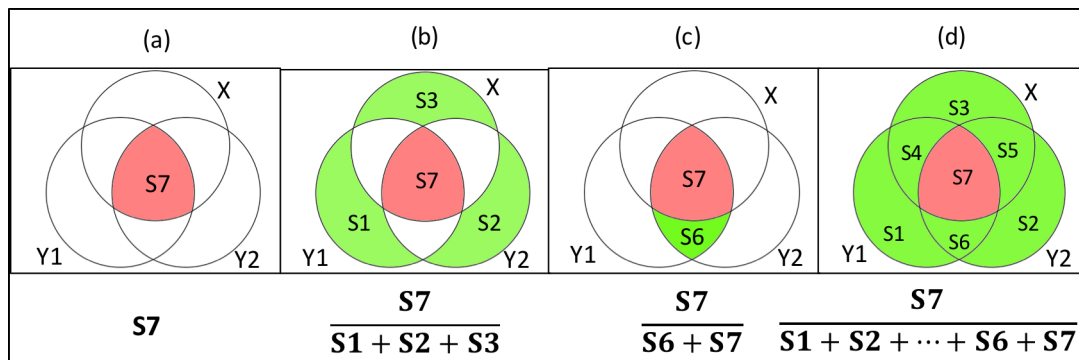 (a) (b) (c) (d)
X
S7
Y1 Y2
S3 X
S7
S1 S2
Y1 Y2
X
S7
S6
Y1 Y2
S3 X
S4 S5
S7
S1 S6 S2
Y1 Y2
S7
S7
S1 + S2 + S3
S7
S6 + S7
S7
S1 + S2 + ⋯ + S6 + S7